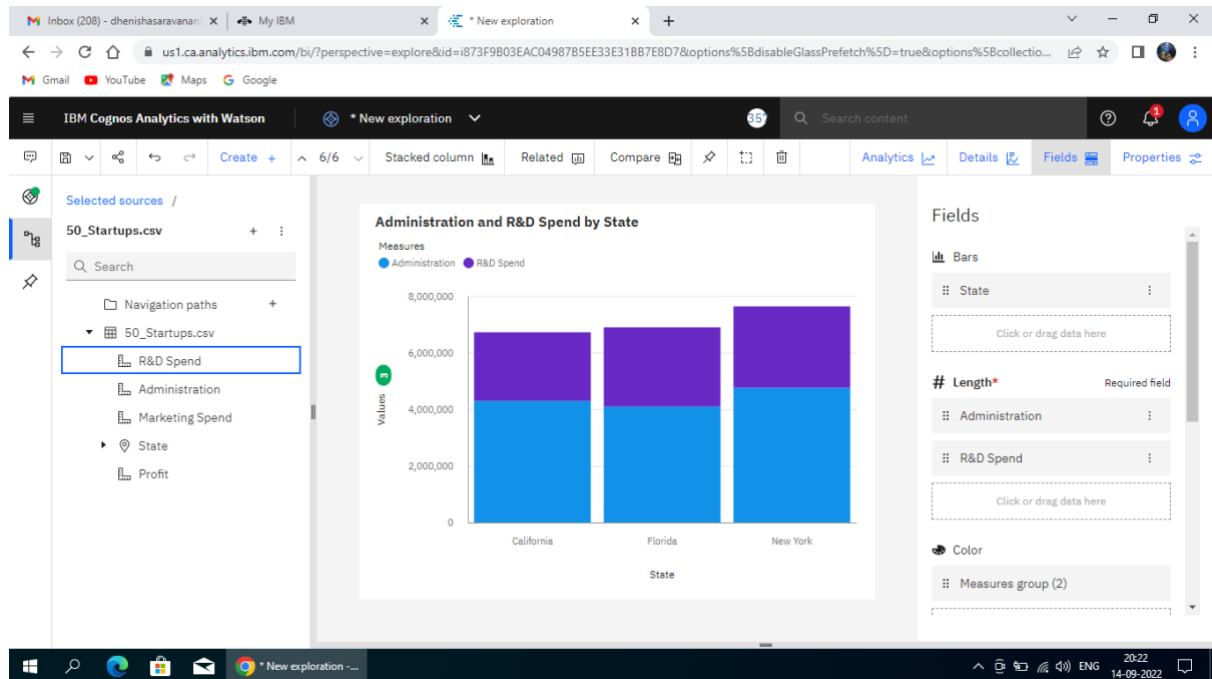 Inbox (208) - dhenishasaravanan
My IBM
* New exploration
us1.ca.analytics.ibm.com/bi/?perspective=explore&id=i873F9B03EAC04987B5EE33E31BB7E8D7&options%5BdisableGlassPrefetch%5D=true&options%5Bcollectio...
Gmail YouTube Maps Google
IBM Cognos Analytics with Watson
* New exploration
35°
Search content
1
Create +
6/6
Stacked column
Related
Compare
Analytics
Details
Fields
Properties
Selected sources /
50_Startups.csv
Search
Navigation paths
50_Startups.csv
R&D Spend
Administration
Marketing Spend
State
Profit
Administration and R&D Spend by State
Measures
Administration R&D Spend
8,000,000
6,000,000
4,000,000
2,000,000
0
Values 3
California Florida New York
State
Fields
Bars
State
Click or drag data here
# Length* Required field
Administration
R&D Spend
Click or drag data here
Color
Measures group (2)
* New exploration -...
ENG
20:22
14-09-2022